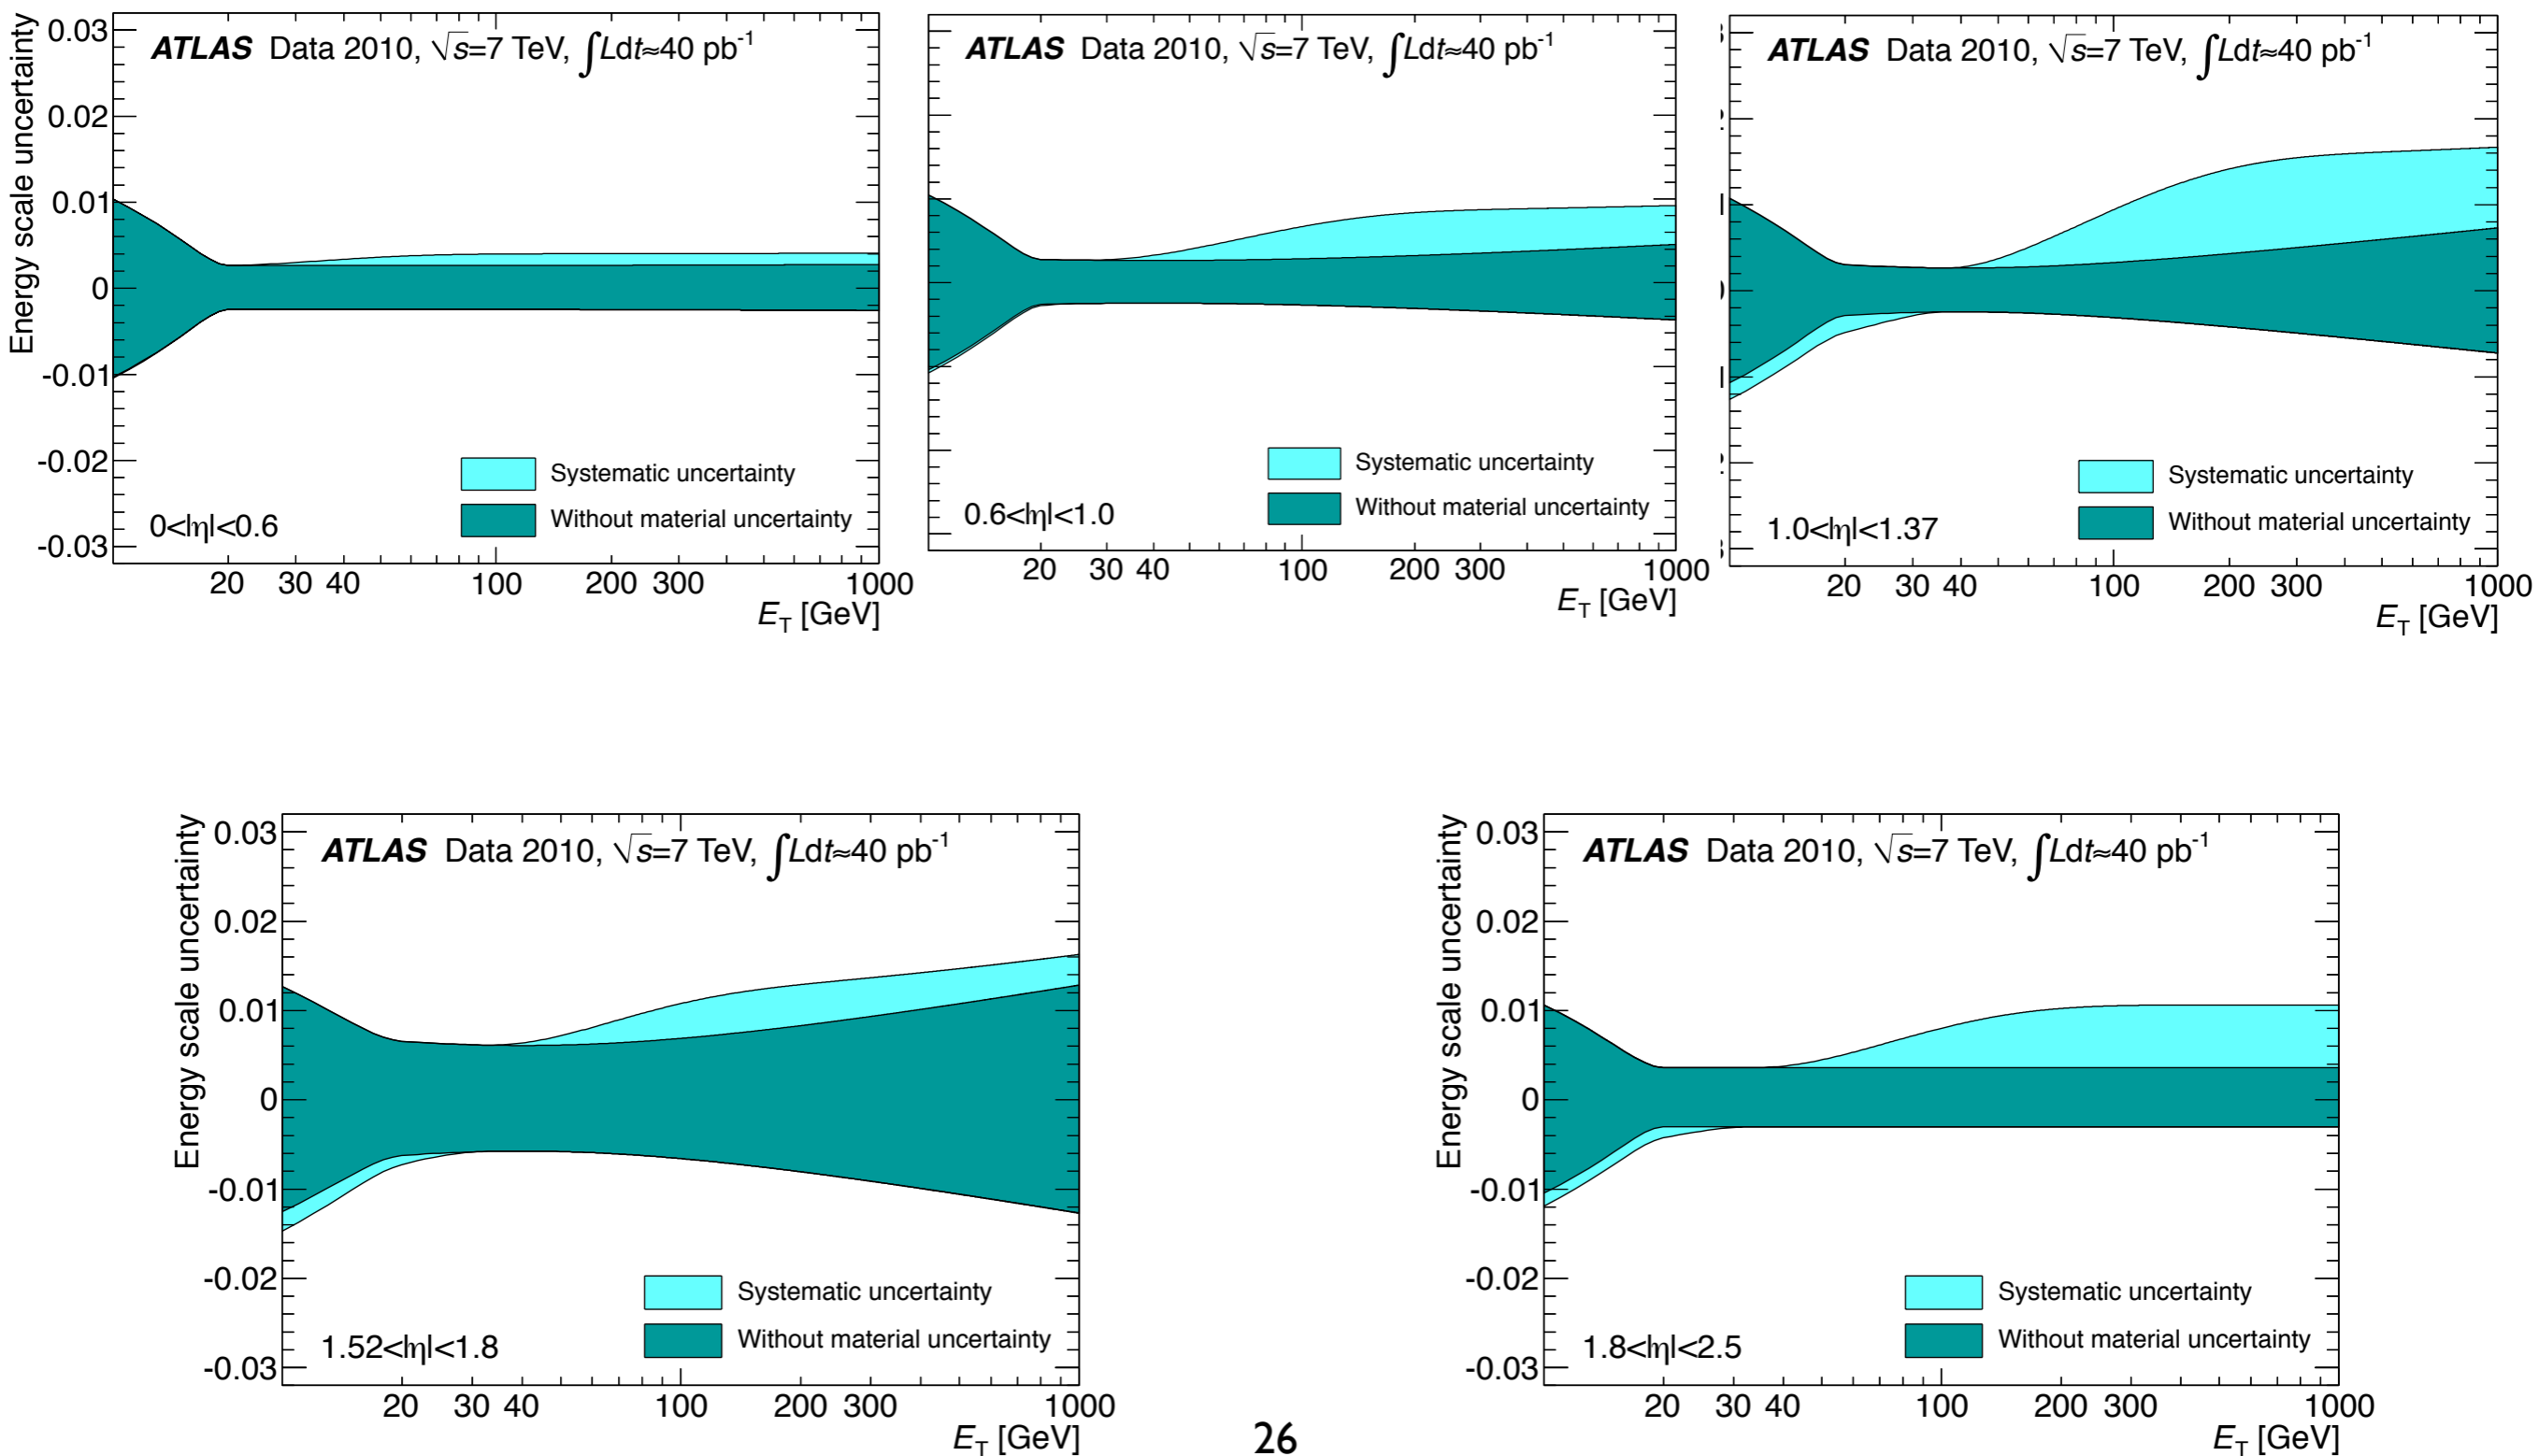 ATLAS Data 2010, √s=7 TeV, ∫Ldt≈40 pb⁻¹
Energy scale uncertainty
0.03
0.02
0.01
0
-0.01
-0.02
-0.03
Systematic uncertainty
Without material uncertainty
0<|η|<0.6
20 30 40 100 200 300 1000
E_T [GeV]
ATLAS Data 2010, √s=7 TeV, ∫Ldt≈40 pb⁻¹
Systematic uncertainty
Without material uncertainty
0.6<|η|<1.0
20 30 40 100 200 300 1000
E_T [GeV]
ATLAS Data 2010, √s=7 TeV, ∫Ldt≈40 pb⁻¹
Systematic uncertainty
Without material uncertainty
1.0<|η|<1.37
20 30 40 100 200 300 1000
E_T [GeV]
ATLAS Data 2010, √s=7 TeV, ∫Ldt≈40 pb⁻¹
Energy scale uncertainty
0.03
0.02
0.01
0
-0.01
-0.02
-0.03
Systematic uncertainty
Without material uncertainty
1.52<|η|<1.8
20 30 40 100 200 300 1000
E_T [GeV]
ATLAS Data 2010, √s=7 TeV, ∫Ldt≈40 pb⁻¹
Energy scale uncertainty
0.03
0.02
0.01
0
-0.01
-0.02
-0.03
Systematic uncertainty
Without material uncertainty
1.8<|η|<2.5
20 30 40 100 200 300 1000
E_T [GeV]
26